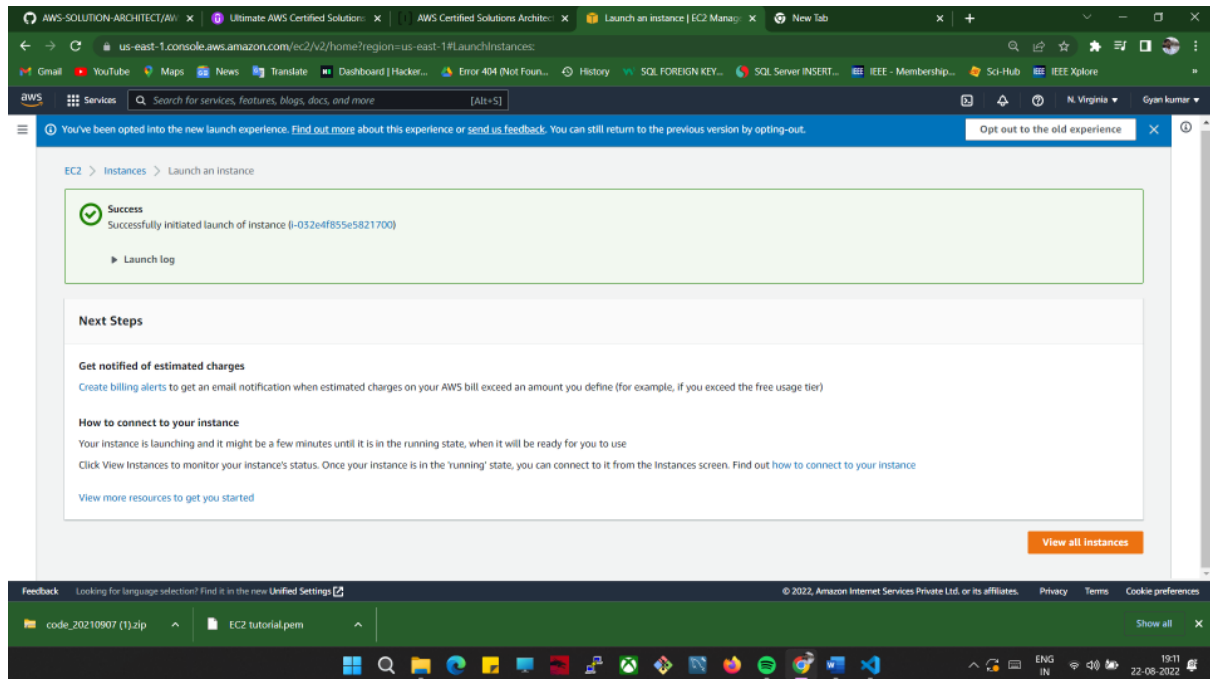 AWS-SOLUTION-ARCHITECT/AW
Ultimate AWS Certified Solutions
AWS Certified Solutions Architect
Launch an instance | EC2 Manag
New Tab
us-east-1.console.aws.amazon.com/ec2/v2/home?region=us-east-1#LaunchInstances:
Gmail YouTube Maps News Translate Dashboard | Hacker... Error 404 (Not Foun... History SQL FOREIGN KEY... SQL Server INSERT... IEEE - Membership... Sci-Hub IEEE Xplore »
aws Services Search for services, features, blogs, docs, and more [Alt+S] N. Virginia Gyan kumar
You've been opted into the new launch experience. Find out more about this experience or send us feedback. You can still return to the previous version by opting-out. Opt out to the old experience
EC2 > Instances > Launch an instance
Success
Successfully initiated launch of instance (i-032e4f855e5821700)
Launch log
Next Steps
Get notified of estimated charges
Create billing alerts to get an email notification when estimated charges on your AWS bill exceed an amount you define (for example, if you exceed the free usage tier)
How to connect to your instance
Your instance is launching and it might be a few minutes until it is in the running state, when it will be ready for you to use
Click View Instances to monitor your instance's status. Once your instance is in the 'running' state, you can connect to it from the Instances screen. Find out how to connect to your instance
View more resources to get you started
View all instances
Feedback Looking for language selection? Find it in the new Unified Settings © 2022, Amazon Internet Services Private Ltd. or its affiliates. Privacy Terms Cookie preferences
code_20210907 (1).zip EC2 tutorial.pem Show all
ENG 19:11
IN 22-08-2022